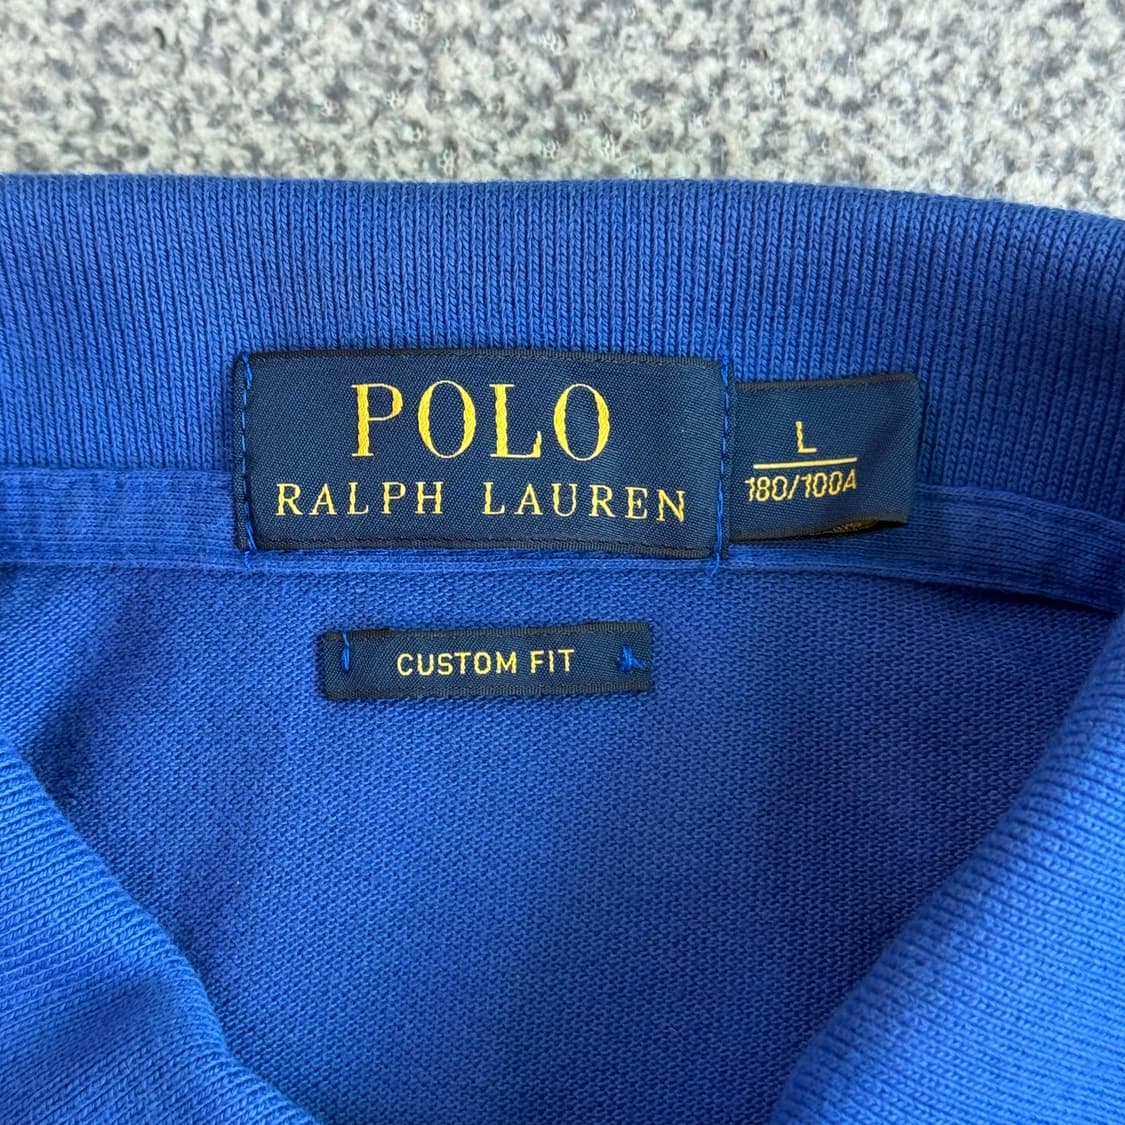 POLO
RALPH LAUREN
L
180/100A
CUSTOM FIT